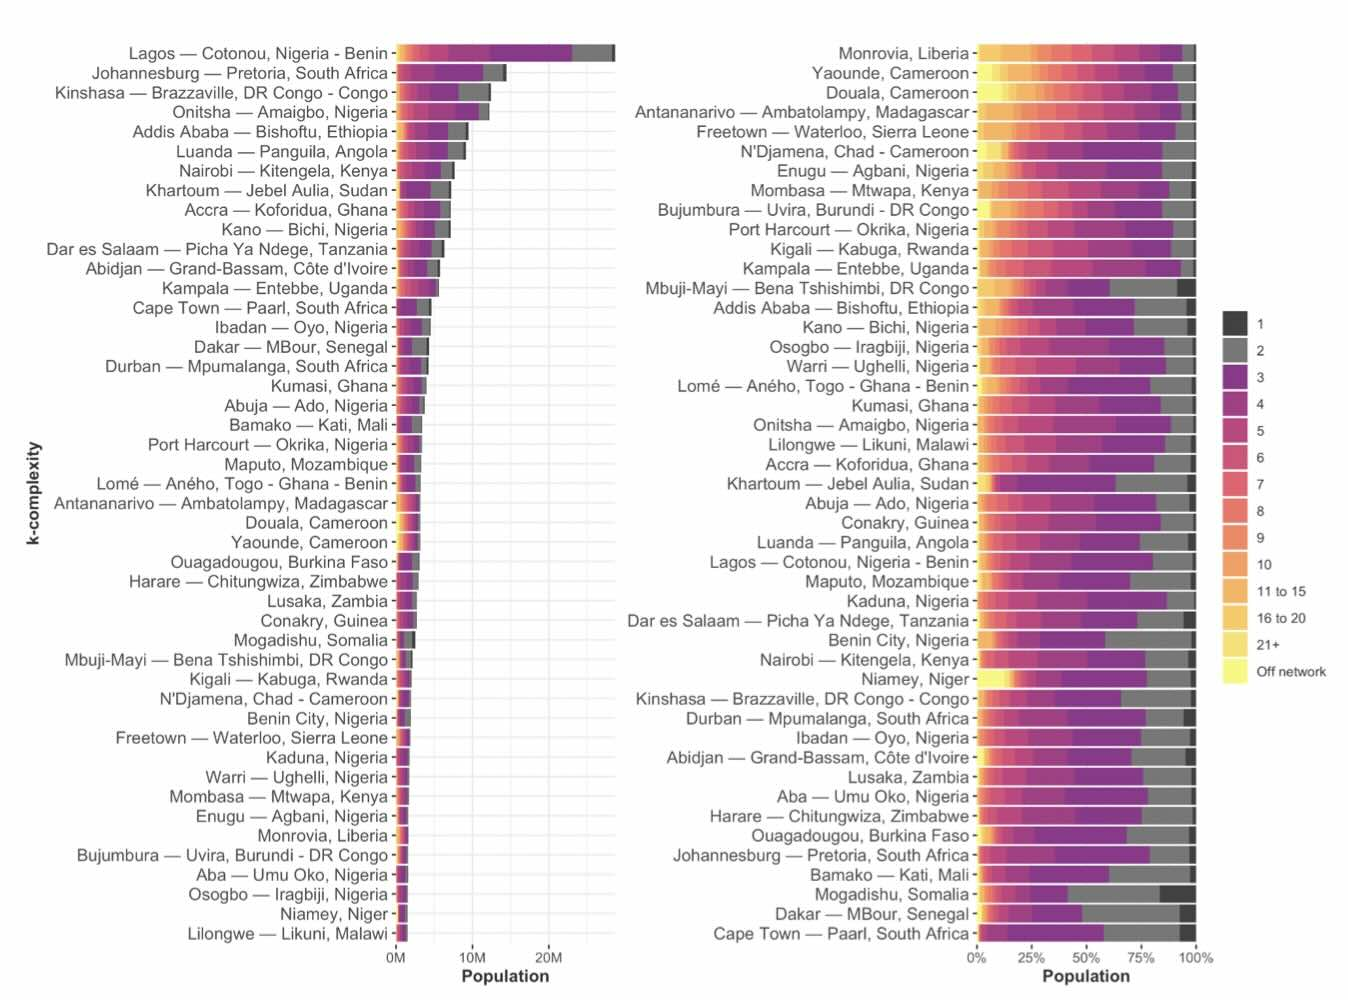 k-complexity
Lagos — Cotonou, Nigeria - Benin
Johannesburg — Pretoria, South Africa
Kinshasa — Brazzaville, DR Congo - Congo
Onitsha — Amaigbo, Nigeria
Addis Ababa — Bishoftu, Ethiopia
Luanda — Panguila, Angola
Nairobi — Kitengela, Kenya
Khartoum — Jebel Aulia, Sudan
Accra — Koforidua, Ghana
Kano — Bichi, Nigeria
Dar es Salaam — Picha Ya Ndege, Tanzania
Abidjan — Grand-Bassam, Côte d'Ivoire
Kampala — Entebbe, Uganda
Cape Town — Paarl, South Africa
Ibadan — Oyo, Nigeria
Dakar — MBour, Senegal
Durban — Mpumalanga, South Africa
Kumasi, Ghana
Abuja — Ado, Nigeria
Bamako — Kati, Mali
Port Harcourt — Okrika, Nigeria
Maputo, Mozambique
Lomé — Aného, Togo - Ghana - Benin
Antananarivo — Ambatolampy, Madagascar
Douala, Cameroon
Yaounde, Cameroon
Ouagadougou, Burkina Faso
Harare — Chitungwiza, Zimbabwe
Lusaka, Zambia
Conakry, Guinea
Mogadishu, Somalia
Mbuji-Mayi — Bena Tshishimbi, DR Congo
Kigali — Kabuga, Rwanda
N'Djamena, Chad - Cameroon
Benin City, Nigeria
Freetown — Waterloo, Sierra Leone
Kaduna, Nigeria
Warri — Ughelli, Nigeria
Mombasa — Mtwapa, Kenya
Enugu — Agbani, Nigeria
Monrovia, Liberia
Bujumbura — Uvira, Burundi - DR Congo
Aba — Umu Oko, Nigeria
Osogbo — Iragbiji, Nigeria
Niamey, Niger
Lilongwe — Likuni, Malawi
0M 10M 20M
Population
Monrovia, Liberia
Yaounde, Cameroon
Douala, Cameroon
Antananarivo — Ambatolampy, Madagascar
Freetown — Waterloo, Sierra Leone
N'Djamena, Chad - Cameroon
Enugu — Agbani, Nigeria
Mombasa — Mtwapa, Kenya
Bujumbura — Uvira, Burundi - DR Congo
Port Harcourt — Okrika, Nigeria
Kigali — Kabuga, Rwanda
Kampala — Entebbe, Uganda
Mbuji-Mayi — Bena Tshishimbi, DR Congo
Addis Ababa — Bishoftu, Ethiopia
Kano — Bichi, Nigeria
Osogbo — Iragbiji, Nigeria
Warri — Ughelli, Nigeria
Lomé — Aného, Togo - Ghana - Benin
Kumasi, Ghana
Onitsha — Amaigbo, Nigeria
Lilongwe — Likuni, Malawi
Accra — Koforidua, Ghana
Khartoum — Jebel Aulia, Sudan
Abuja — Ado, Nigeria
Conakry, Guinea
Luanda — Panguila, Angola
Lagos — Cotonou, Nigeria - Benin
Maputo, Mozambique
Kaduna, Nigeria
Dar es Salaam — Picha Ya Ndege, Tanzania
Benin City, Nigeria
Nairobi — Kitengela, Kenya
Niamey, Niger
Kinshasa — Brazzaville, DR Congo - Congo
Durban — Mpumalanga, South Africa
Ibadan — Oyo, Nigeria
Abidjan — Grand-Bassam, Côte d'Ivoire
Lusaka, Zambia
Aba — Umu Oko, Nigeria
Harare — Chitungwiza, Zimbabwe
Ouagadougou, Burkina Faso
Johannesburg — Pretoria, South Africa
Bamako — Kati, Mali
Mogadishu, Somalia
Dakar — MBour, Senegal
Cape Town — Paarl, South Africa
0% 25% 50% 75% 100%
Population
1
2
3
4
5
6
7
8
9
10
11 to 15
16 to 20
21+
Off network